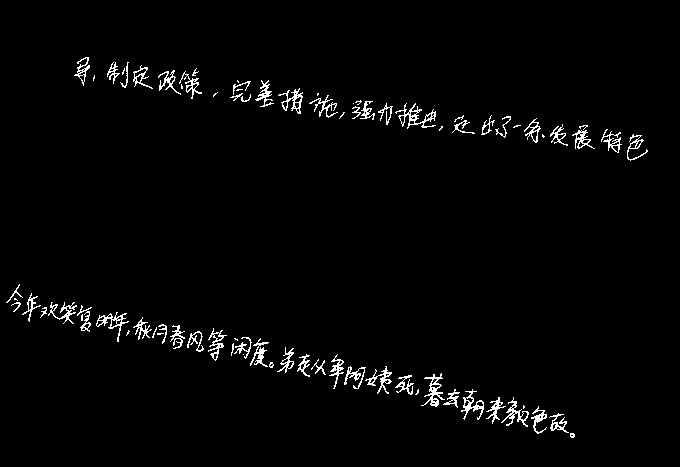 导,制定政策,完善措施,强力推进,走出了一条发展特色
今年欢笑复明年,秋月春风等闲度。弟走从军阿姨死,暮去朝来颜色故。